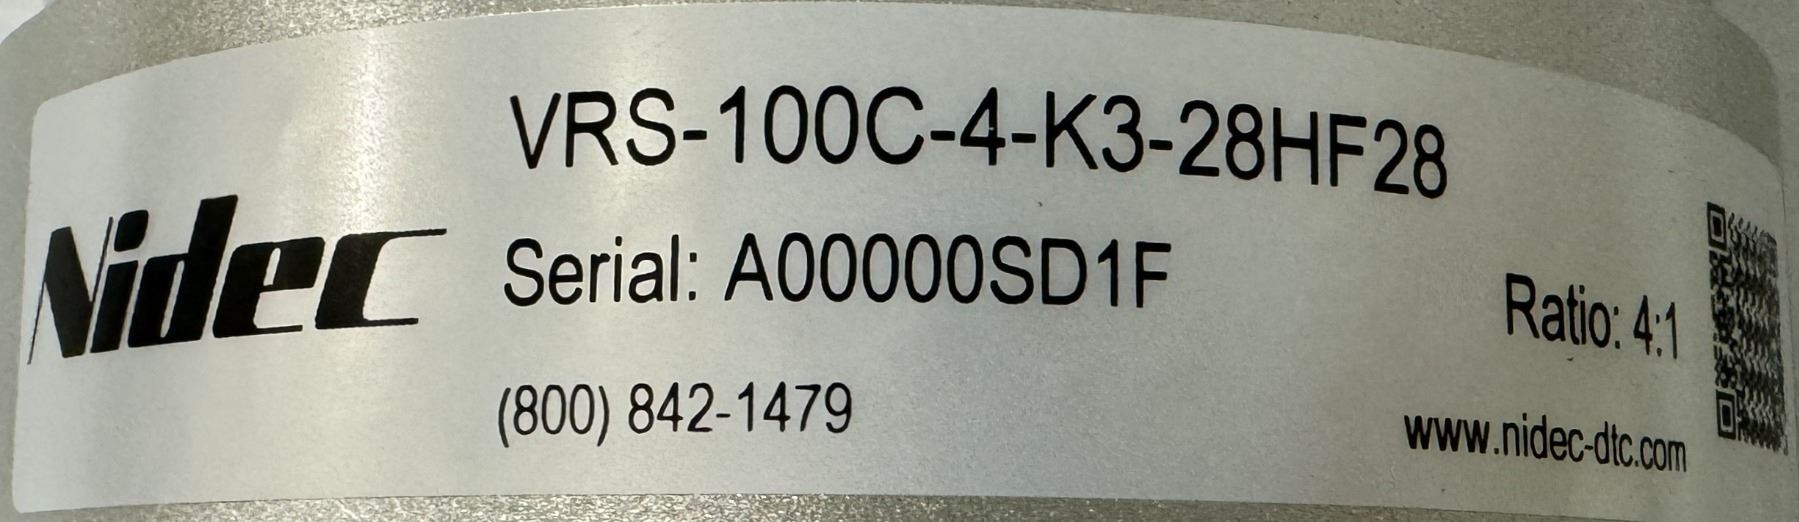 Nidec
VRS-100C-4-K3-28HF28
Serial: A00000SD1F
Ratio: 4:1
(800) 842-1479
www.nidec-dtc.com